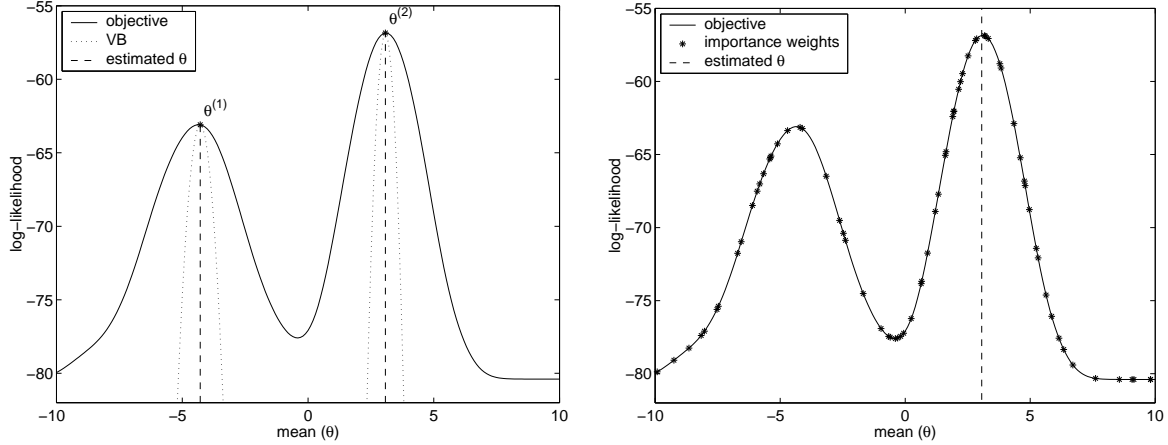 objective
VB
estimated θ
θ(1)
θ(2)
−55
−60
−65
−70
−75
−80
log−likelihood
−10
−5
0
5
10
mean (θ)
objective
importance weights
estimated θ
−55
−60
−65
−70
−75
−80
log−likelihood
−10
−5
0
5
10
mean (θ)